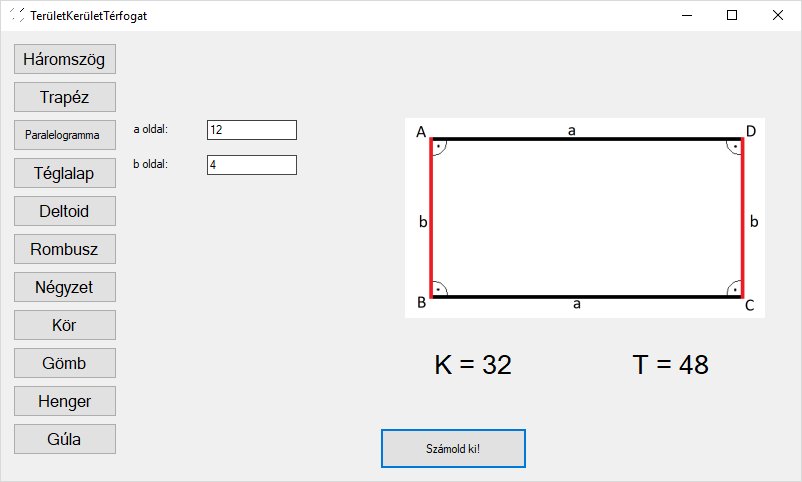 TerületKerületTérfogat
Háromszög
Trapéz
Paralelogramma
Téglalap
Deltoid
Rombusz
Négyzet
Kör
Gömb
Henger
Gúla
a oldal: 12
b oldal: 4
A a D
b b
B a C
K = 32 T = 48
Számold ki!